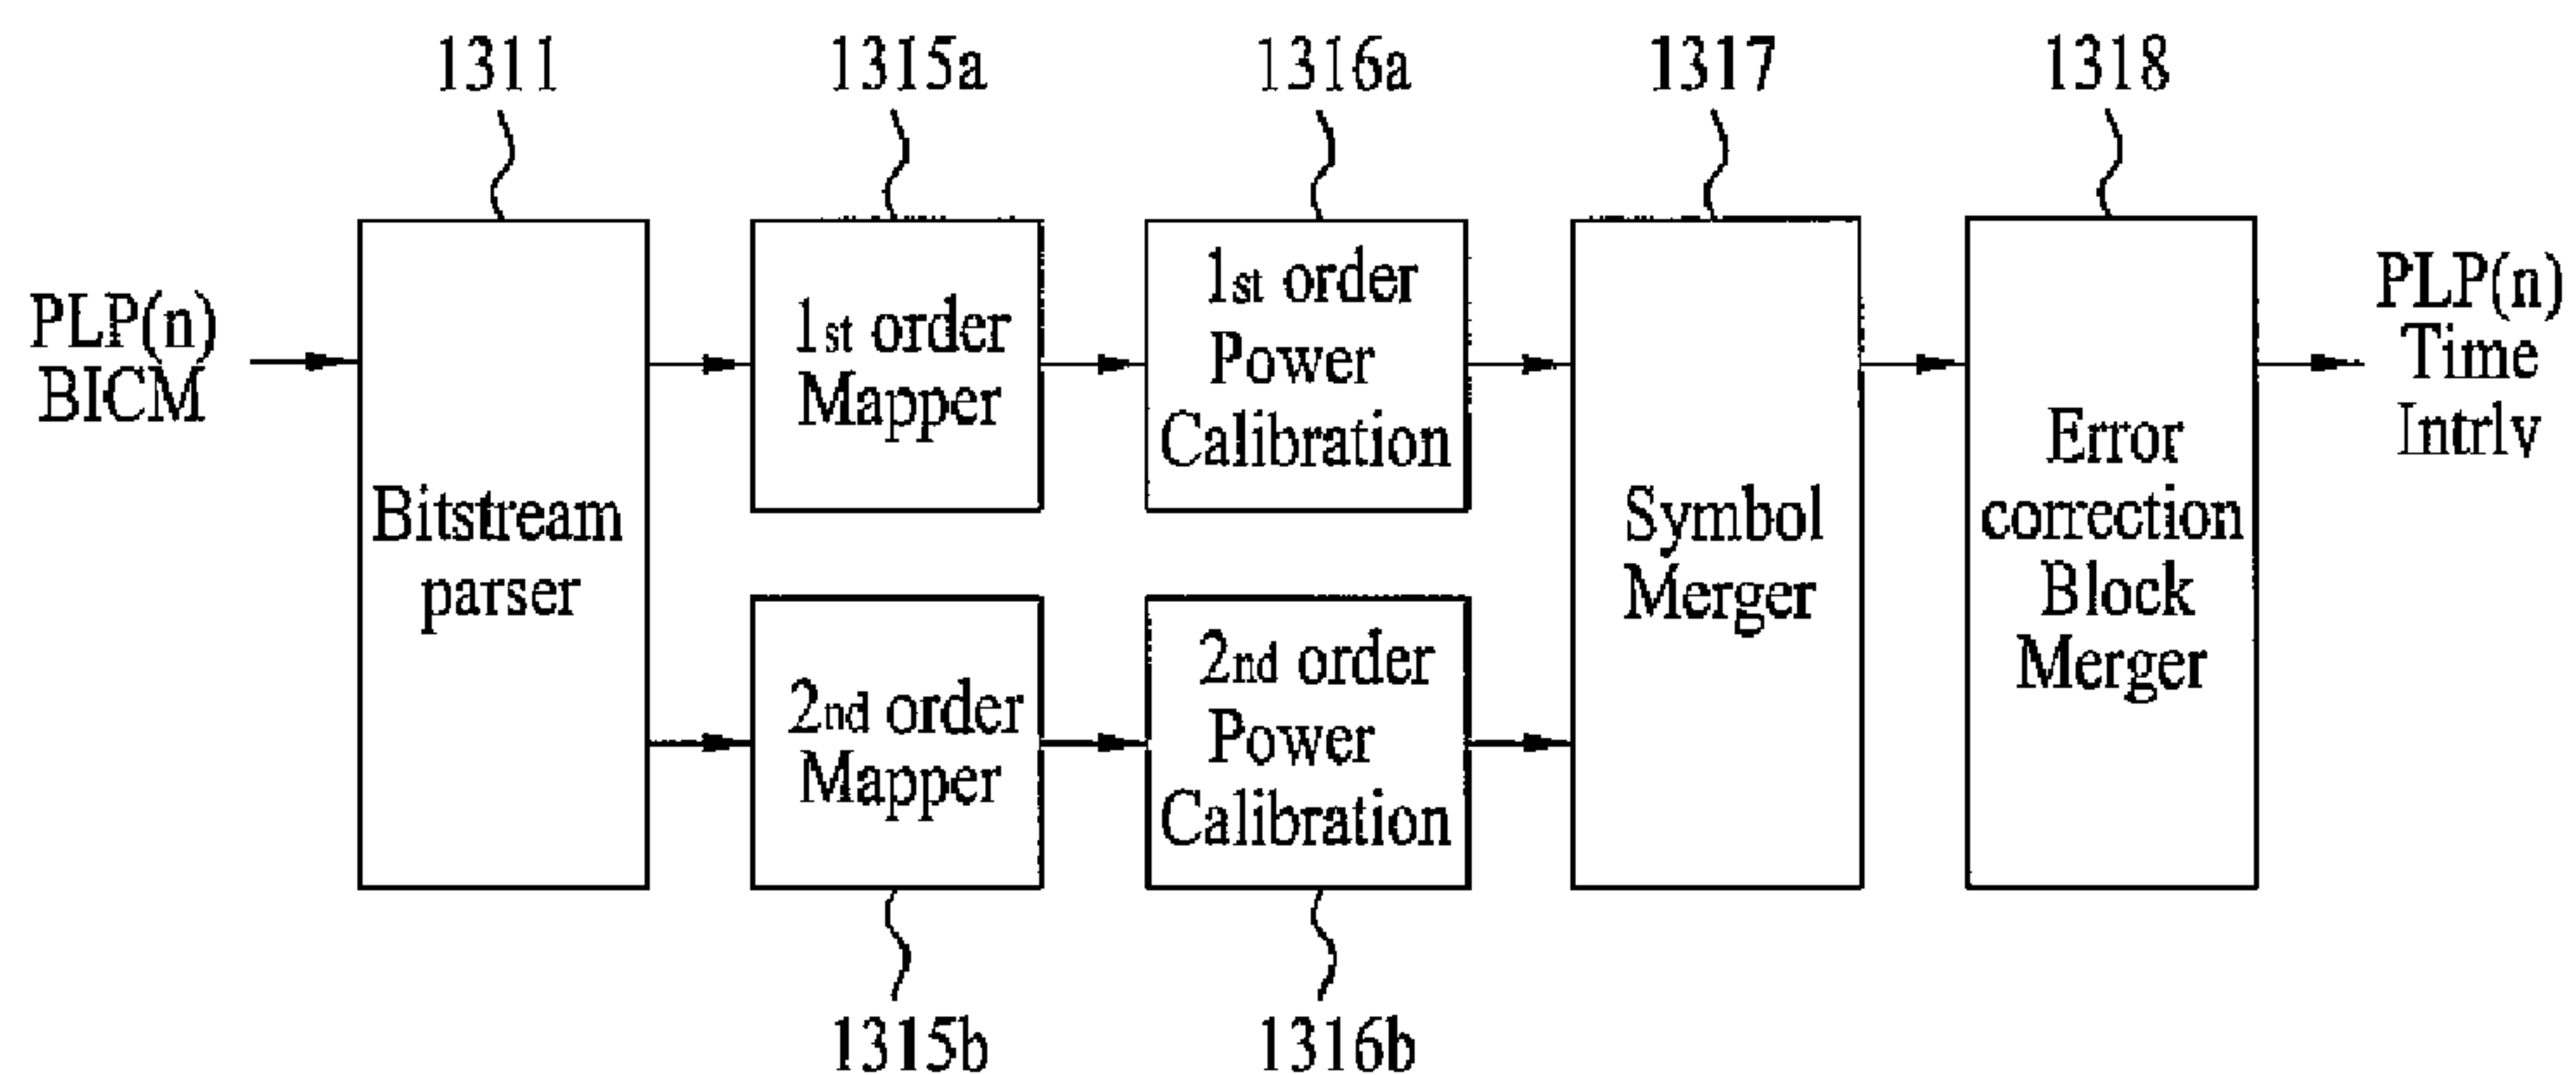 1311
1315a
1316a
1317
1318
PLP(n)
BICM
Bitstream
parser
1st order
Mapper
1st order
Power
Calibration
2nd order
Mapper
2nd order
Power
Calibration
Symbol
Merger
Error
correction
Block
Merger
PLP(n)
Time
Intrlv
1315b
1316b